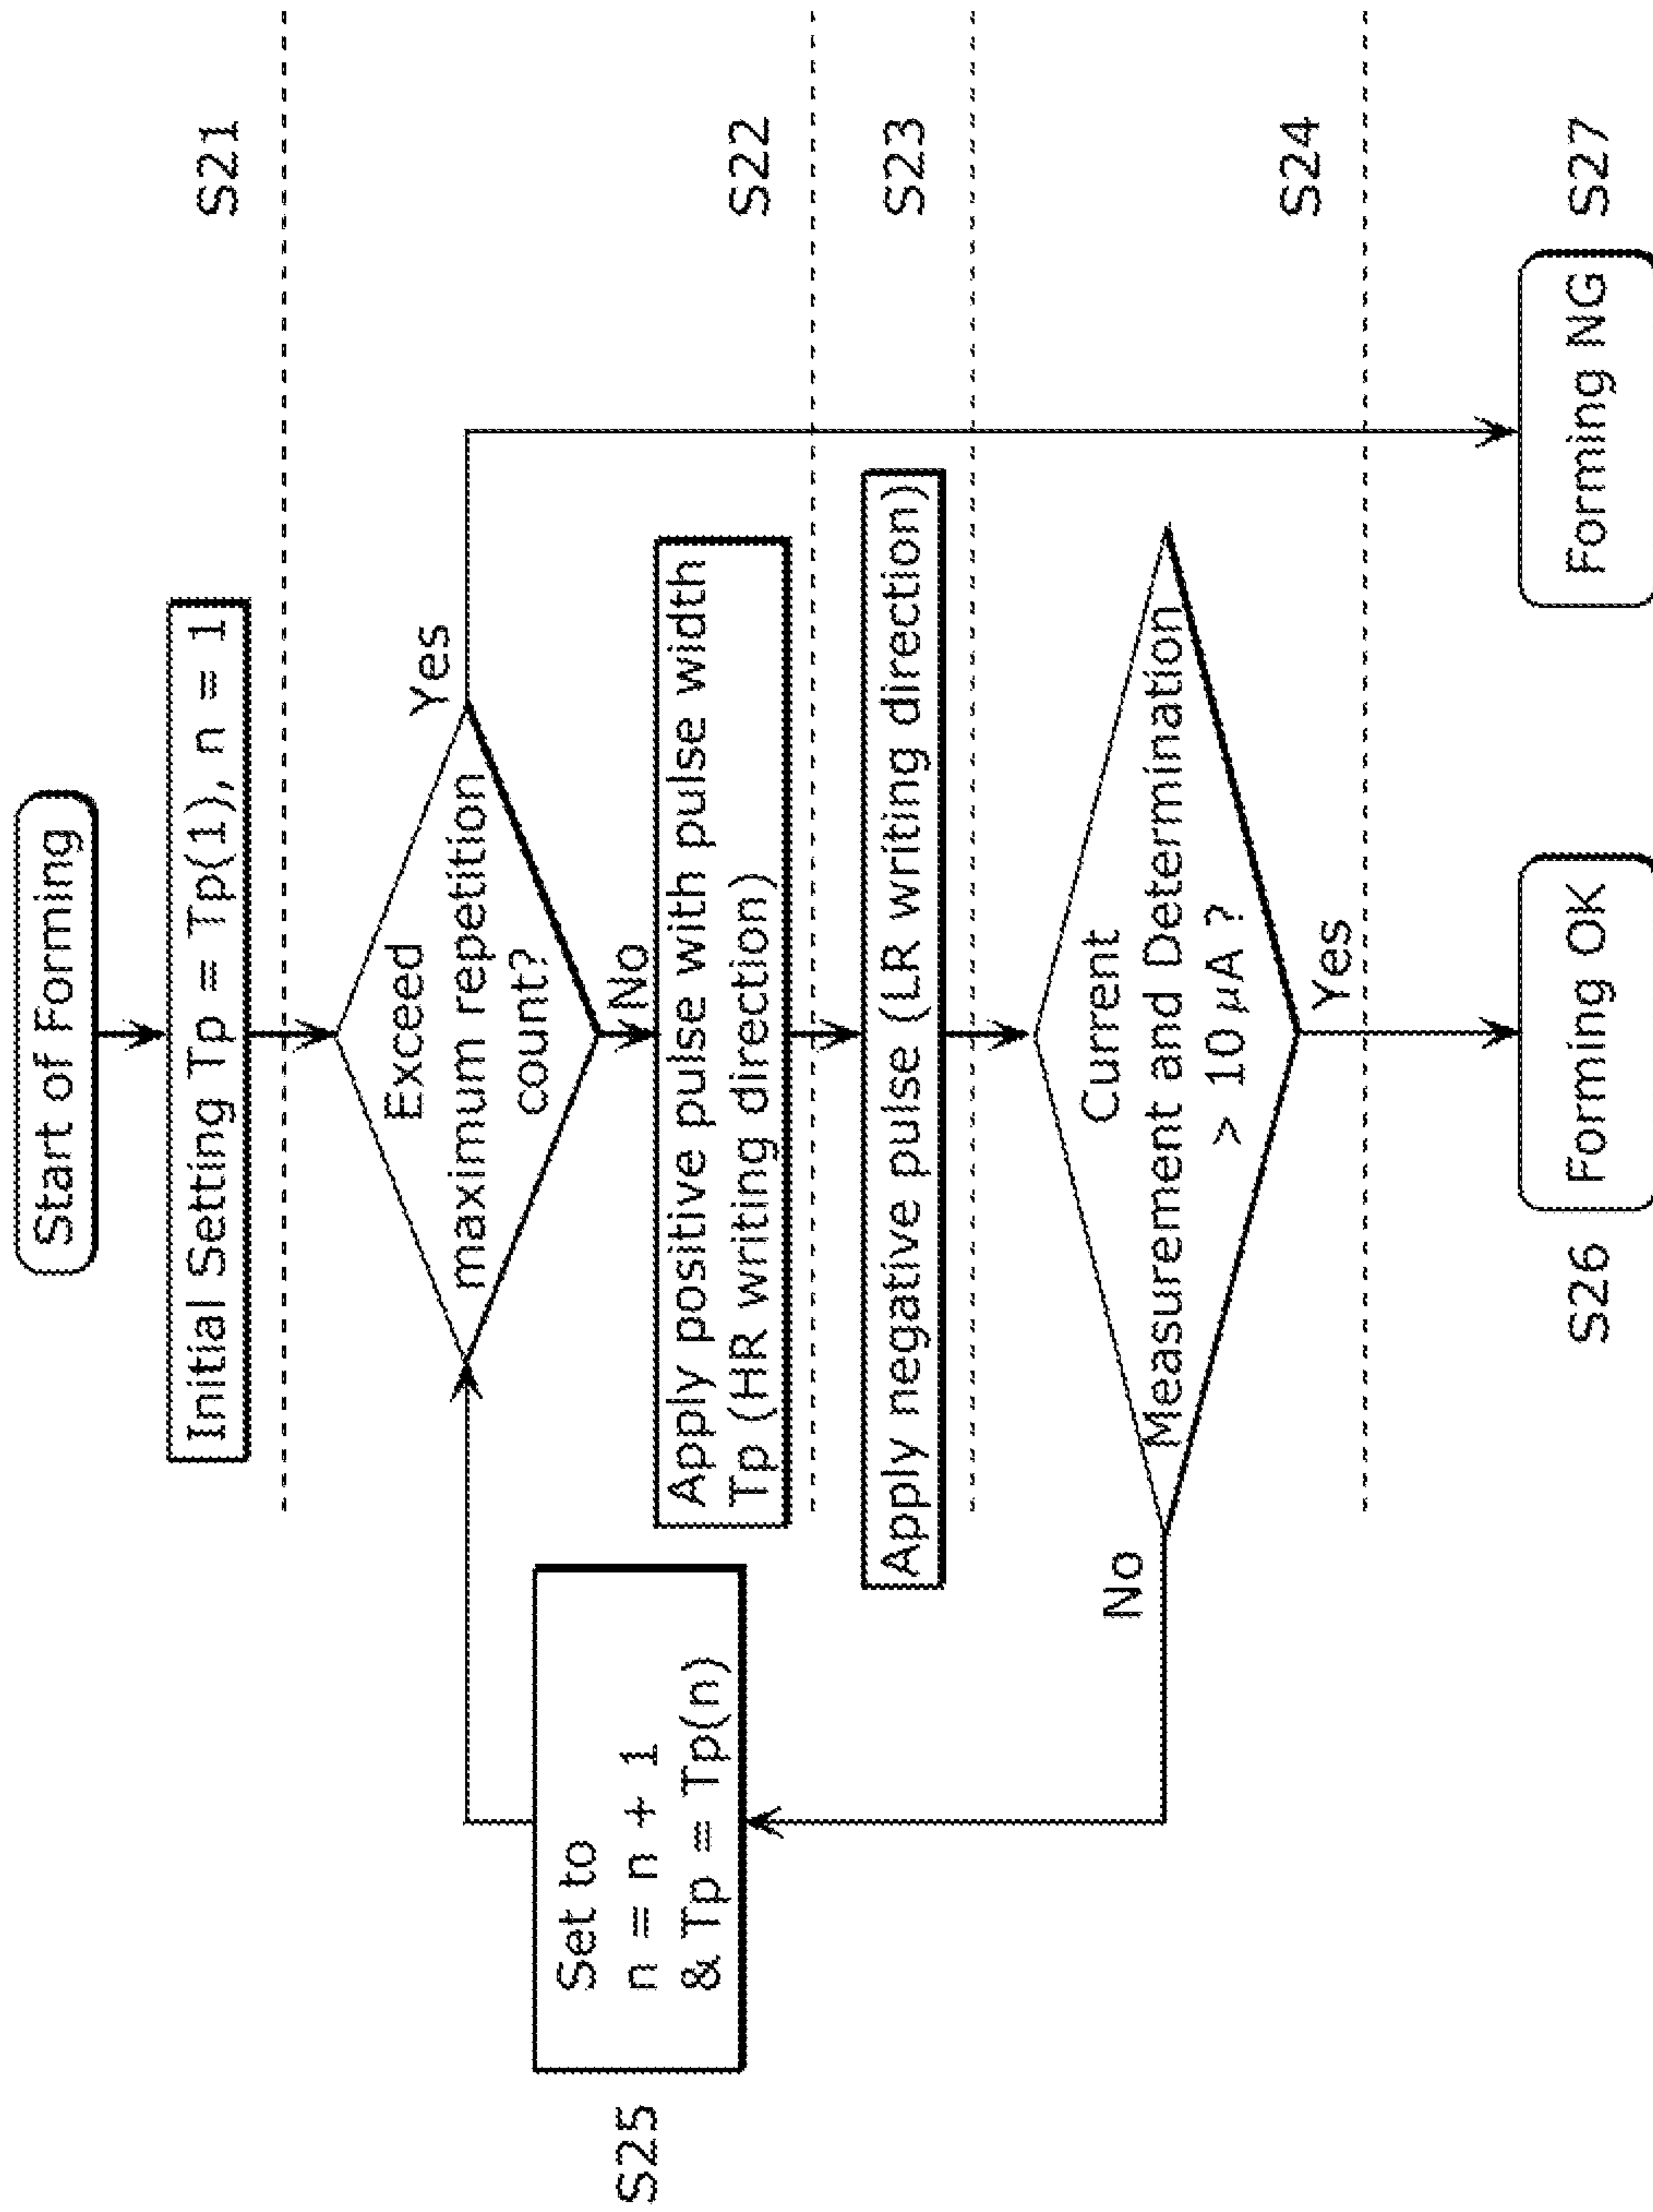 Start of Forming
Initial Setting Tp = Tp(1), n = 1
S21
Exceed
maximum repetition
count?
Yes
No
Set to
n = n + 1
& Tp = Tp(n)
S25
Apply positive pulse with pulse width
Tp (HR writing direction)
S22
Apply negative pulse (LR writing direction)
S23
Current
Measurement and Determination
> 10 μA ?
No
Yes
S24
S26
Forming OK
Forming NG
S27